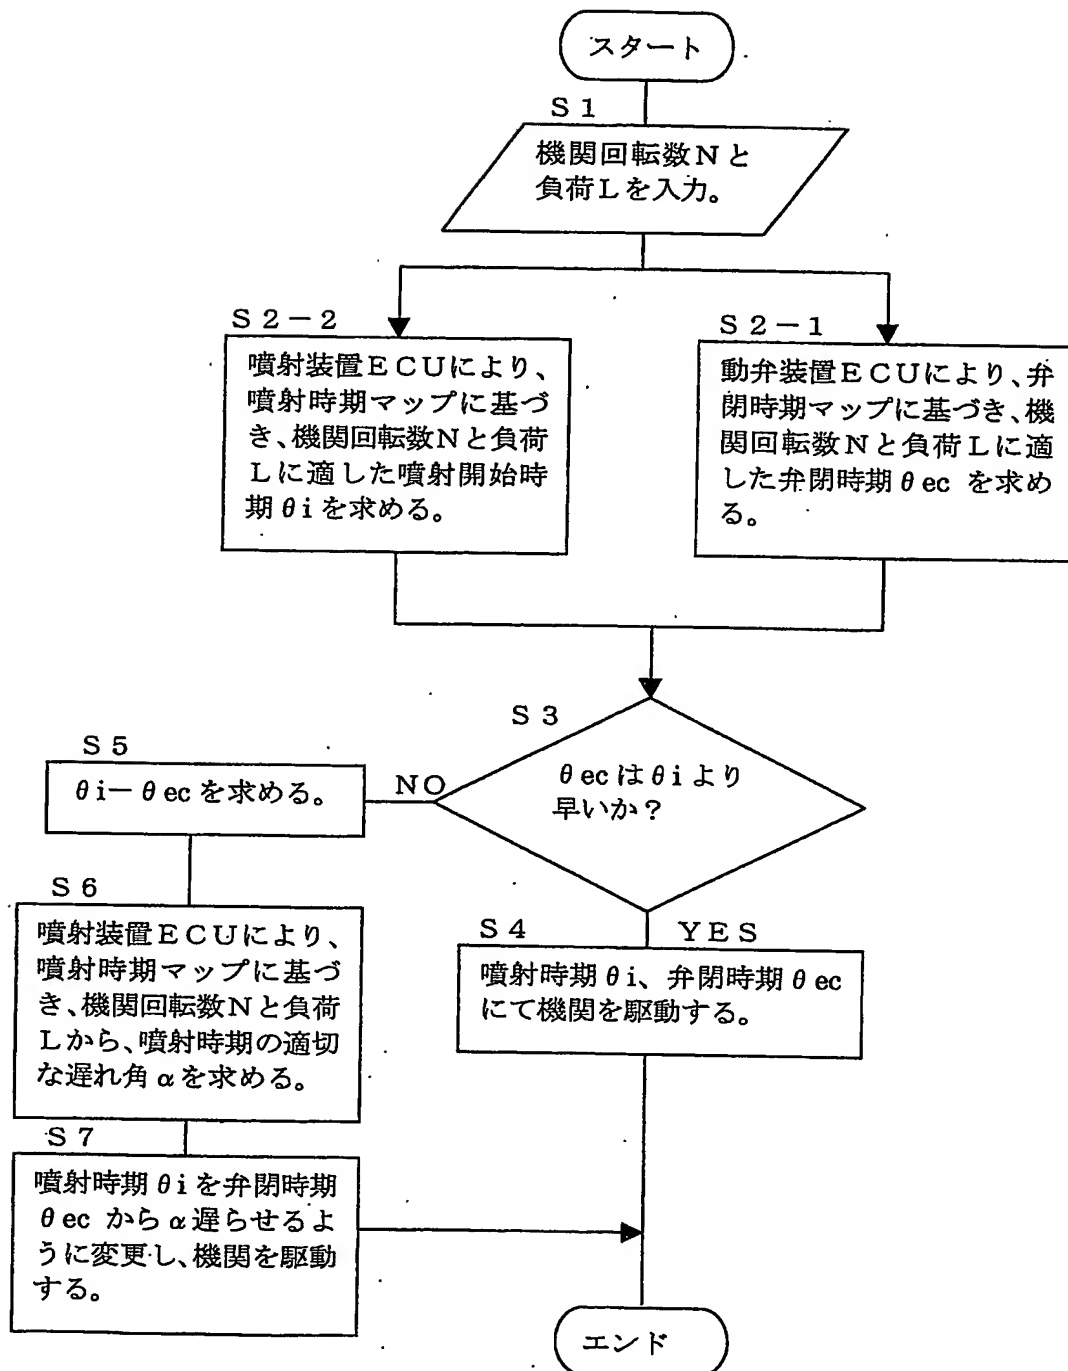 スタート
S1
機関回転数Nと
負荷Lを入力。
S2-2
噴射装置ECUにより、
噴射時期マップに基づ
き、機関回転数Nと負荷
Lに適した噴射開始時
期θiを求める。
S2-1
動弁装置ECUにより、弁
閉時期マップに基づき、機
関回転数Nと負荷Lに適
した弁閉時期θec を求め
る。
S3
θecはθiより
早いか?
NO
S5
θi-θecを求める。
S6
噴射装置ECUにより、
噴射時期マップに基づ
き、機関回転数Nと負荷
Lから、噴射時期の適切
な遅れ角αを求める。
S7
噴射時期θiを弁閉時期
θec からα遅らせるよ
うに変更し、機関を駆動
する。
YES
S4
噴射時期θi、弁閉時期θec
にて機関を駆動する。
エンド